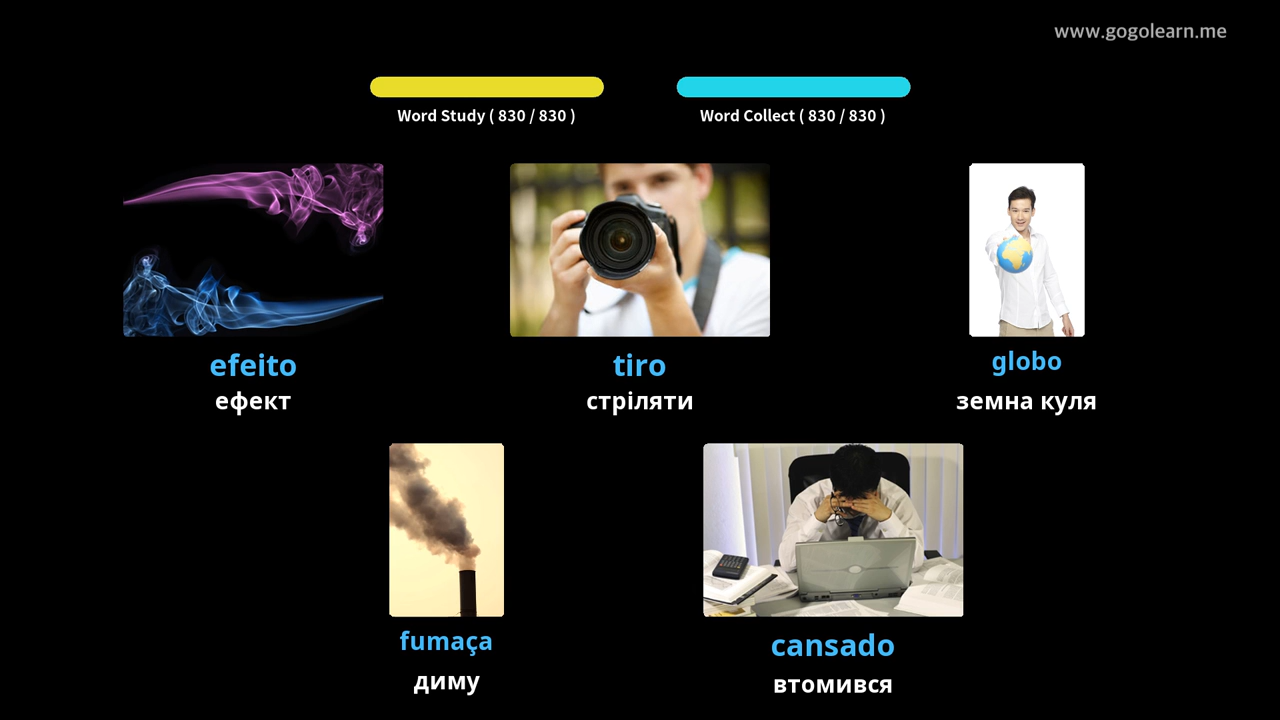 www.gogolearn.me
Word Study ( 830 / 830 )
Word Collect ( 830 / 830 )
efeito
ефект
tiro
стріляти
globo
земна куля
fumaça
диму
cansado
втомився